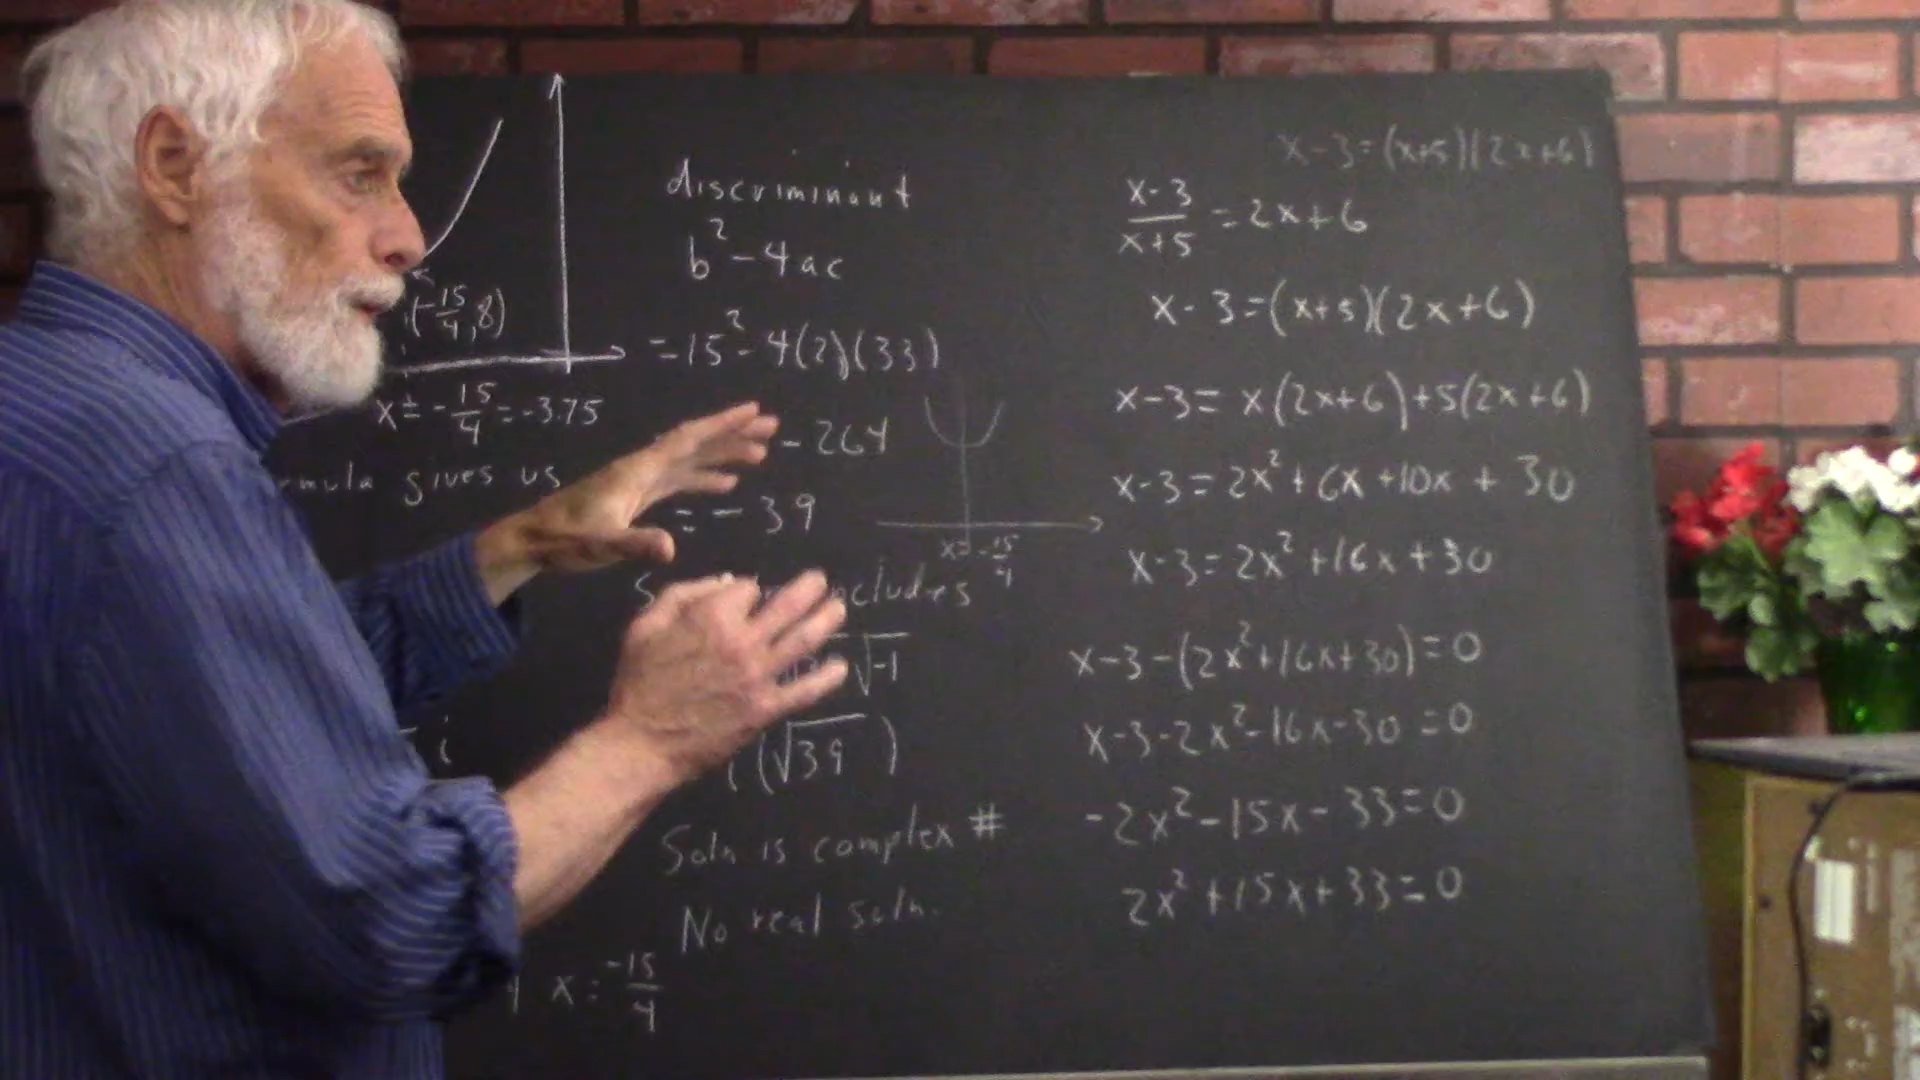 (-15/4, 8)
x = -15/4 = -3.75
gives us
i
x = -15/4
discriminant
b² - 4ac
= 15² - 4(2)(33)
- 264
= - 39
√-1
(√39)
Soln is complex #
No real soln.
x = -15/4
x-3=(x+5)(2x+6)
x-3/x+5 = 2x+6
x-3=(x+5)(2x+6)
x-3= x(2x+6)+5(2x+6)
x-3= 2x²+6x+10x + 30
x-3= 2x² +16x+30
x-3-(2x²+16x+30)=0
x-3-2x²-16x-30=0
-2x²-15x-33=0
2x²+15x+33=0